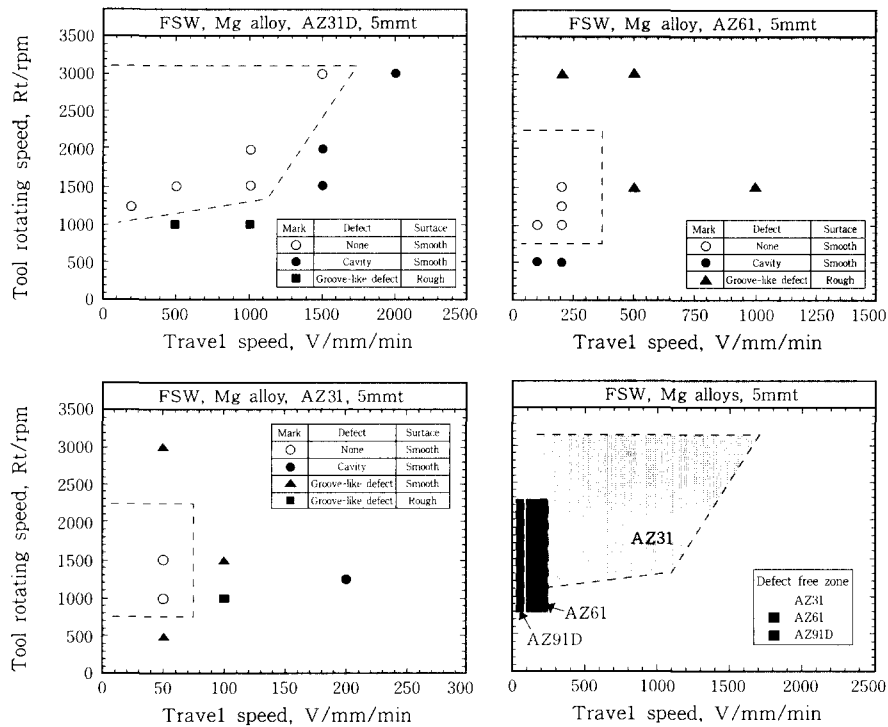 FSW, Mg alloy, AZ31D, 5mmt
Tool rotating speed, Rt/rpm
3500
3000
2500
2000
1500
1000
500
0
Mark Defect Surtace
None Smooth
Cavity Smooth
Groove-like defect Rough
0 500 1000 1500 2000 2500
Travel speed, V/mm/min
FSW, Mg alloy, AZ61, 5mmt
Mark Defect Surface
None Smooth
Cavity Smooth
Groove-like defect Rough
0 250 500 750 1000 1250 1500
Travel speed, V/mm/min
FSW, Mg alloy, AZ31, 5mmt
Tool rotating speed, Rt/rpm
3500
3000
2500
2000
1500
1000
500
0
Mark Defect Surface
None Smooth
Cavity Smooth
Groove-like defect Smooth
Groove-like defect Rough
0 50 100 150 200 250 300
Travel speed, V/mm/min
FSW, Mg alloys, 5mmt
AZ31
AZ61
AZ91D
Defect free zone
AZ31
AZ61
AZ91D
0 500 1000 1500 2000 2500
Travel speed, V/mm/min